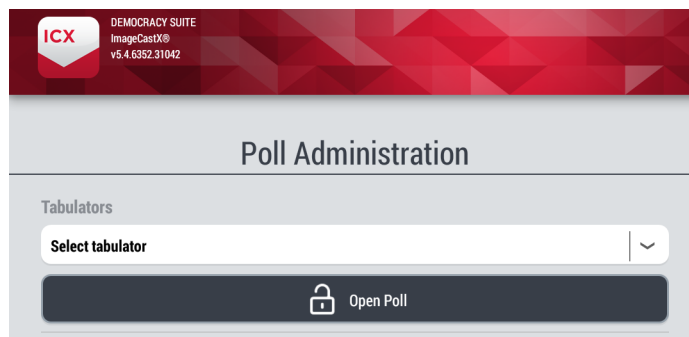 ICX
DEMOCRACY SUITE
ImageCastX®
v5.4.6352.31042
Poll Administration
Tabulators
Select tabulator
Open Poll